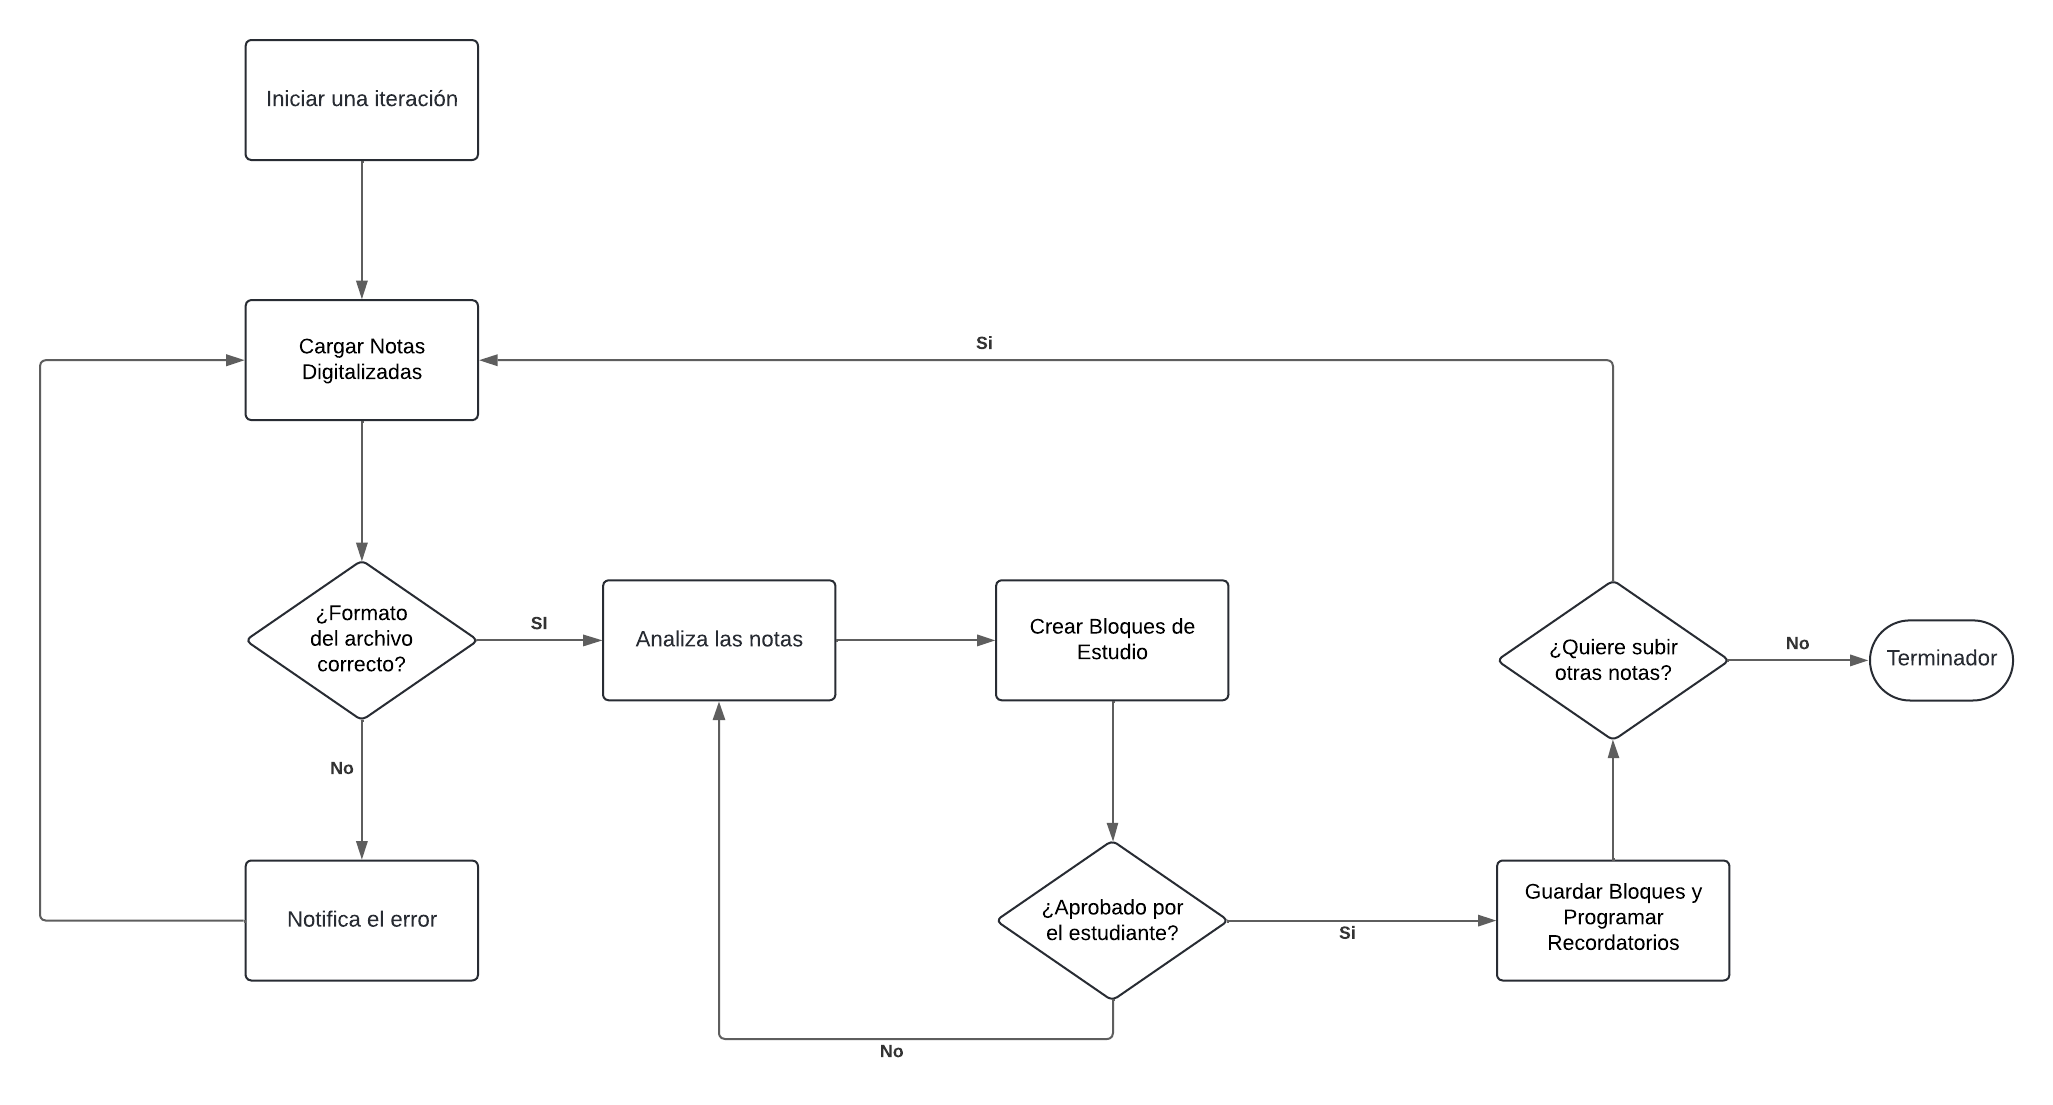 Iniciar una iteración
Cargar Notas
Digitalizadas
Si
¿Formato
del archivo
correcto?
SI
Analiza las notas
Crear Bloques de
Estudio
¿Quiere subir
otras notas?
No
Terminador
No
Notifica el error
¿Aprobado por
el estudiante?
Si
Guardar Bloques y
Programar
Recordatorios
No